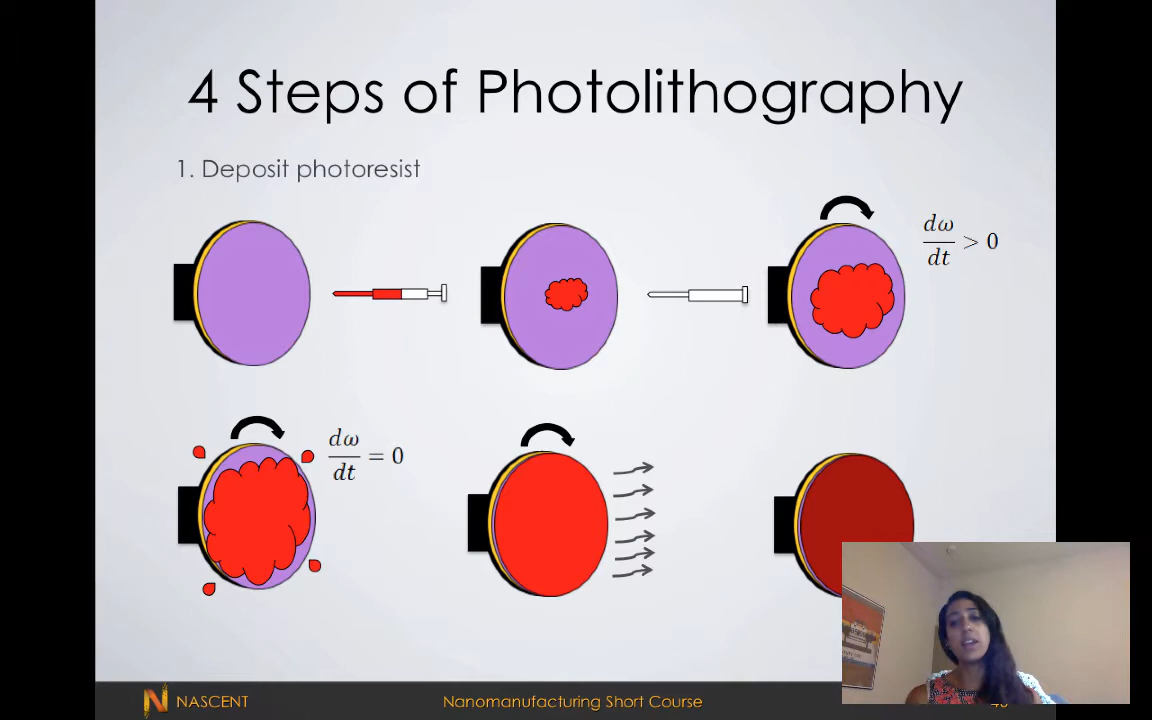 4 Steps of Photolithography
1. Deposit photoresist
dω/dt > 0
dω/dt = 0
NASCENT
Nanomanufacturing Short Course